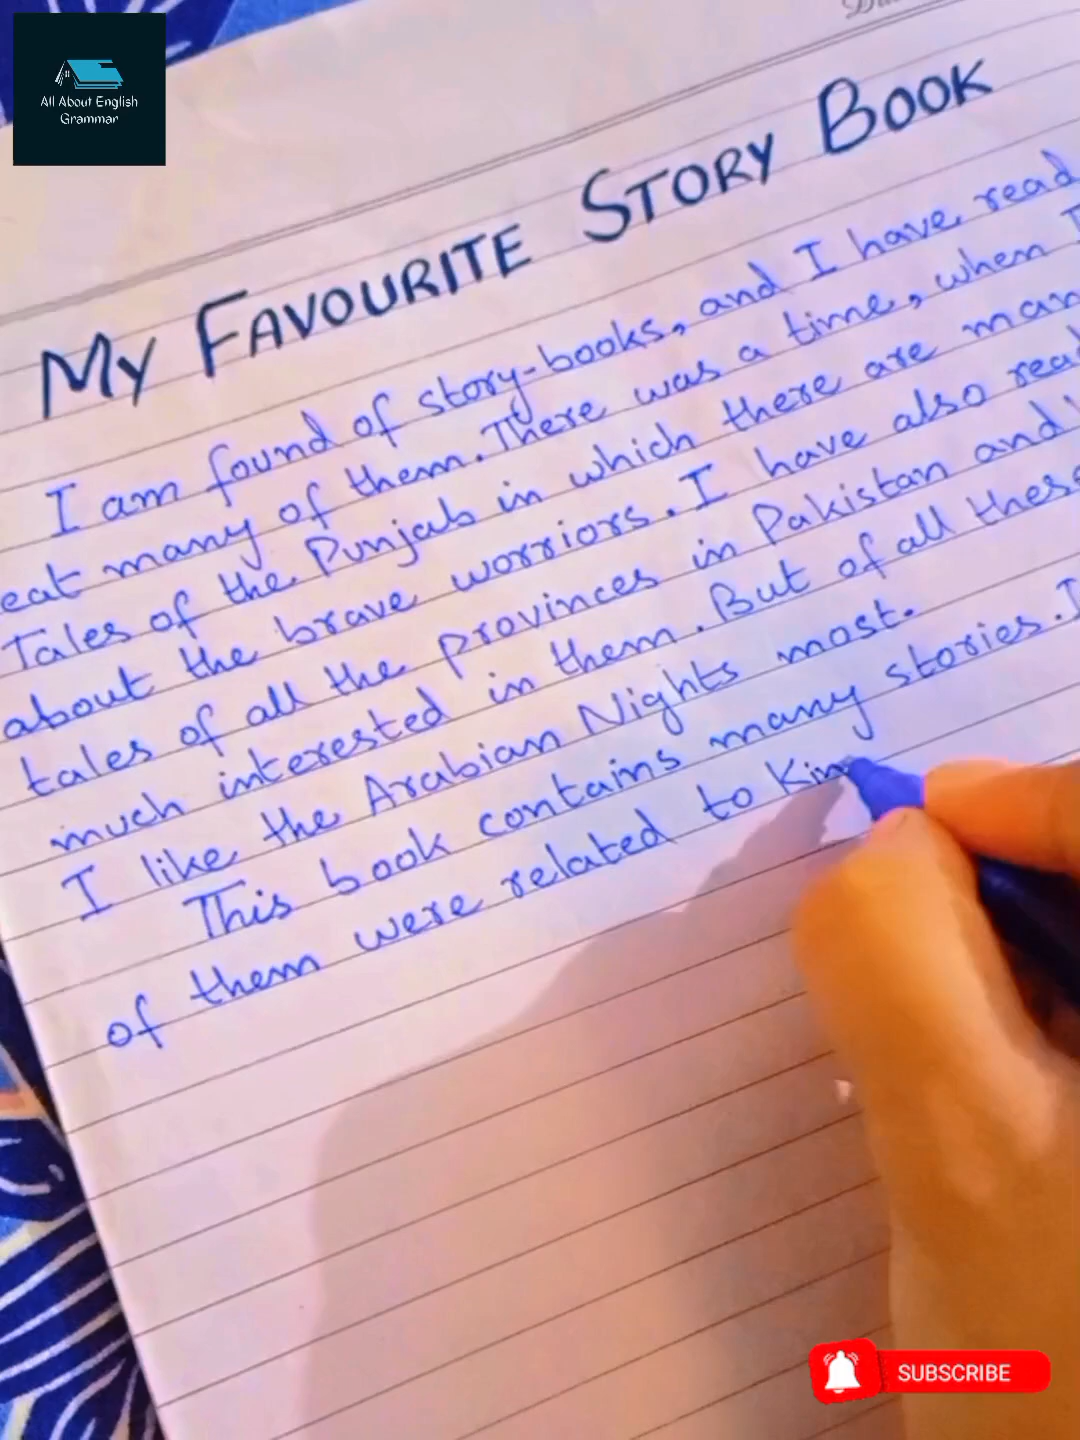 All About English
Grammar
MY FAVOURITE STORY BOOK
I am found of story-books, and I have read
eat many of them. There was a time, when I
Tales of the Punjab in which there are man
about the brave worriors. I have also read
tales of all the provinces in Pakistan and
much interested in them. But of all these
I like the Arabian Nights most.
This book contains many stories. I
of them were related to Kin
SUBSCRIBE